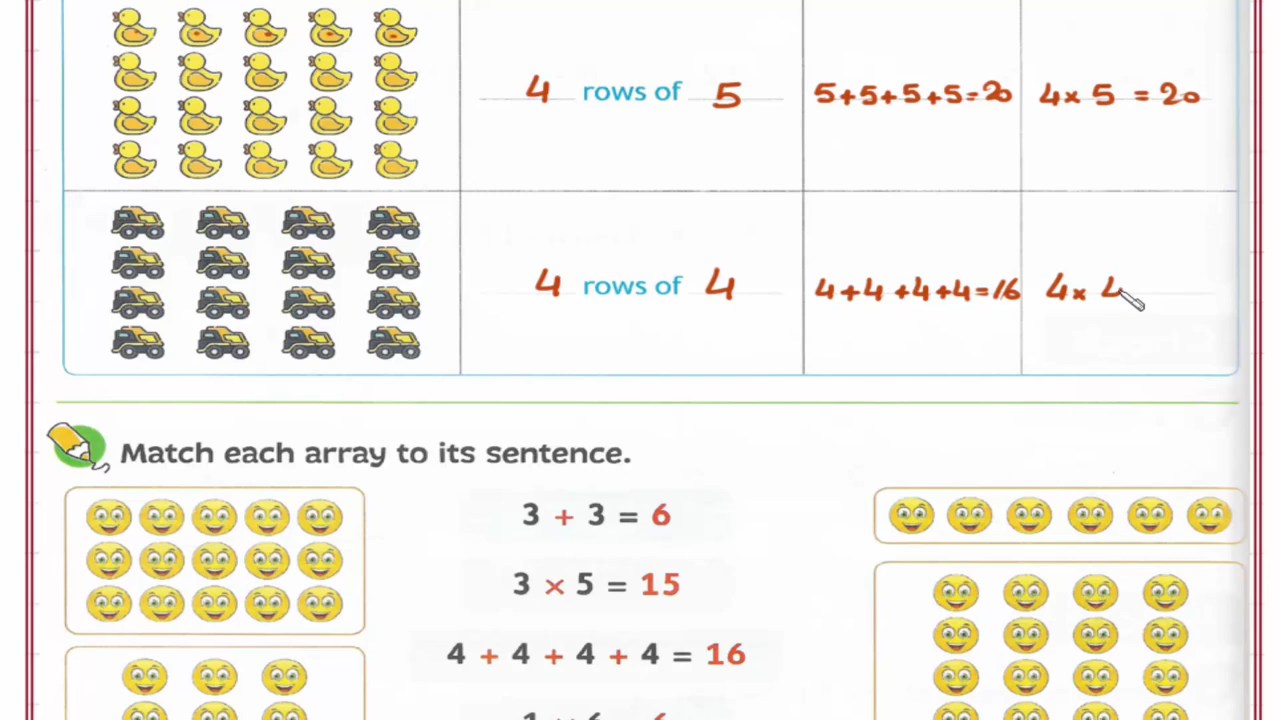 4 rows of 5 5+5+5+5=20 4× 5 = 20
4 rows of 4 4+4+4+4=16 4× 4
Match each array to its sentence.
3 + 3 = 6
3 × 5 = 15
4 + 4 + 4 + 4 = 16